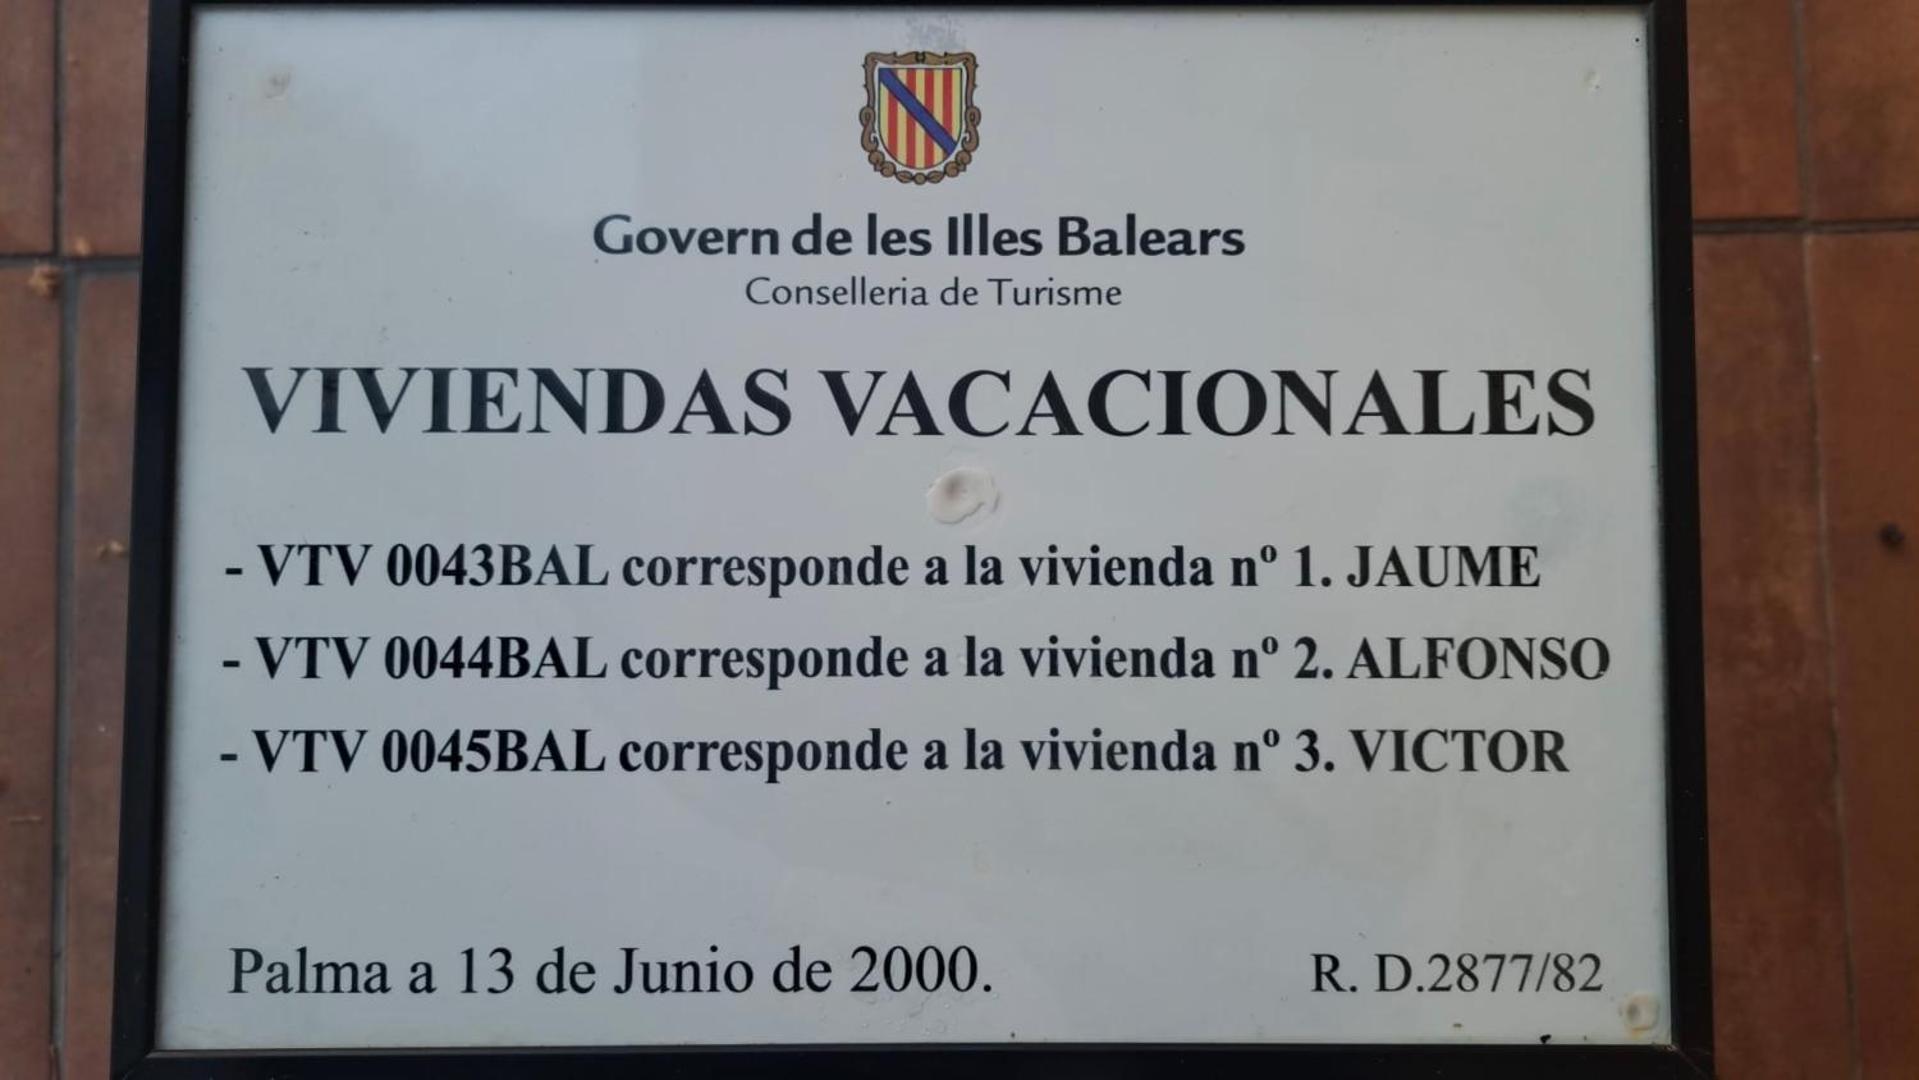 Govern de les Illes Balears
Conselleria de Turisme
VIVIENDAS VACACIONALES
- VTV 0043BAL corresponde a la vivienda nº 1. JAUME
- VTV 0044BAL corresponde a la vivienda nº 2. ALFONSO
- VTV 0045BAL corresponde a la vivienda nº 3. VICTOR
Palma a 13 de Junio de 2000. R. D.2877/82